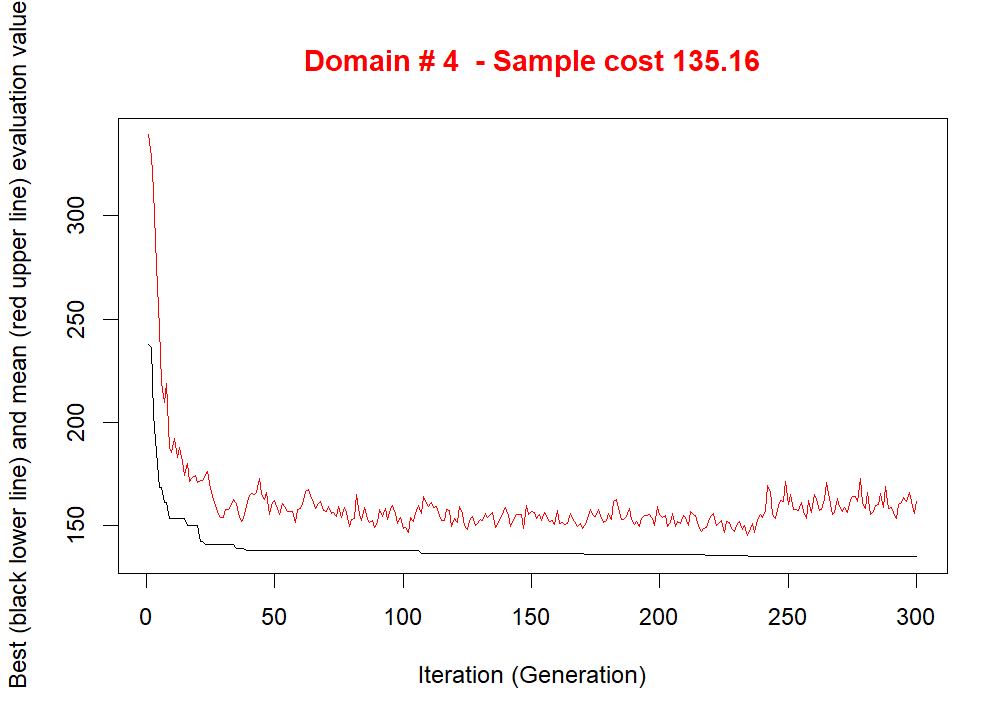 Domain # 4  - Sample cost 135.16
Best (black lower line) and mean (red upper line) evaluation value
300
250
200
150
0 50 100 150 200 250 300
Iteration (Generation)